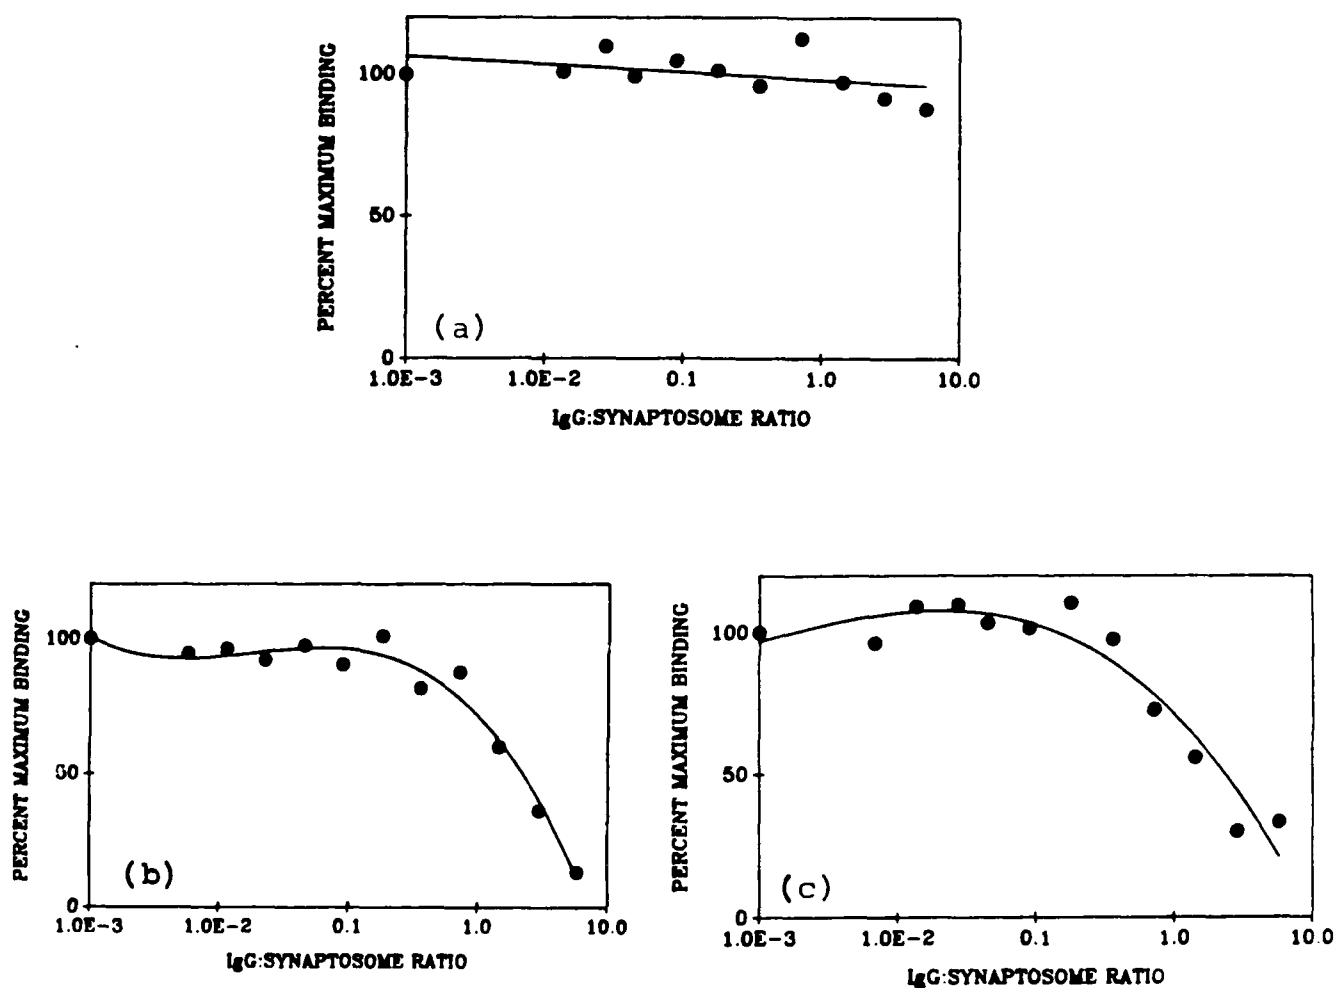 PERCENT MAXIMUM BINDING
100
50
0
(a)
1.0E-3 1.0E-2 0.1 1.0 10.0
IgG:SYNAPTOSOME RATIO
PERCENT MAXIMUM BINDING
100
50
0
(b)
1.0E-3 1.0E-2 0.1 1.0 10.0
IgG:SYNAPTOSOME RATIO
PERCENT MAXIMUM BINDING
100
50
0
(c)
1.0E-3 1.0E-2 0.1 1.0 10.0
IgG:SYNAPTOSOME RATIO